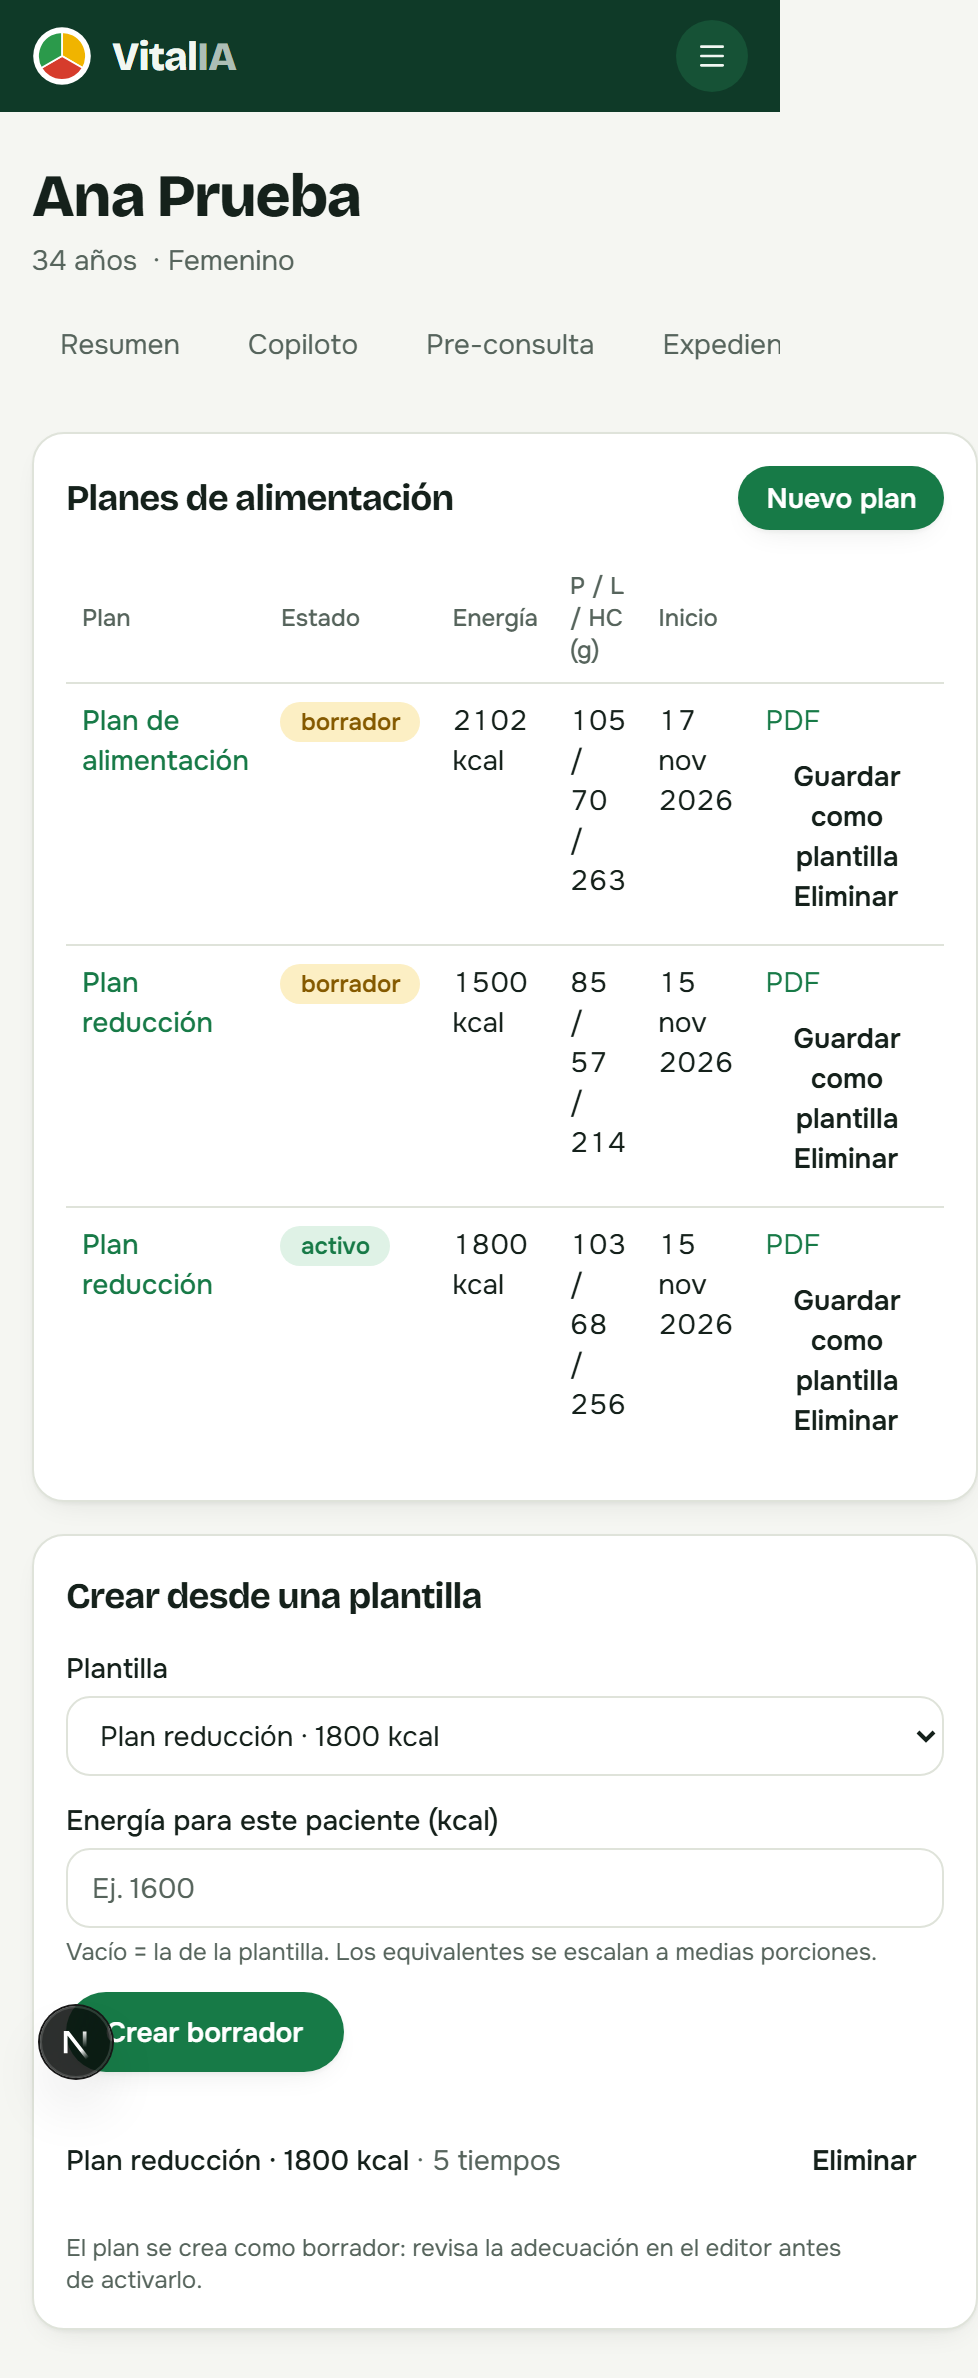 VitalIA
Ana Prueba
34 años · Femenino
Resumen Copiloto Pre-consulta Expedien
Planes de alimentación Nuevo plan
Plan Estado Energía P / L / HC (g) Inicio
Plan de alimentación borrador 2102 kcal 105 / 70 / 263 17 nov 2026 PDF
Guardar como plantilla
Eliminar
Plan reducción borrador 1500 kcal 85 / 57 / 214 15 nov 2026 PDF
Guardar como plantilla
Eliminar
Plan reducción activo 1800 kcal 103 / 68 / 256 15 nov 2026 PDF
Guardar como plantilla
Eliminar
Crear desde una plantilla
Plantilla
Plan reducción · 1800 kcal
Energía para este paciente (kcal)
Ej. 1600
Vacío = la de la plantilla. Los equivalentes se escalan a medias porciones.
N
Crear borrador
Plan reducción · 1800 kcal · 5 tiempos Eliminar
El plan se crea como borrador: revisa la adecuación en el editor antes
de activarlo.